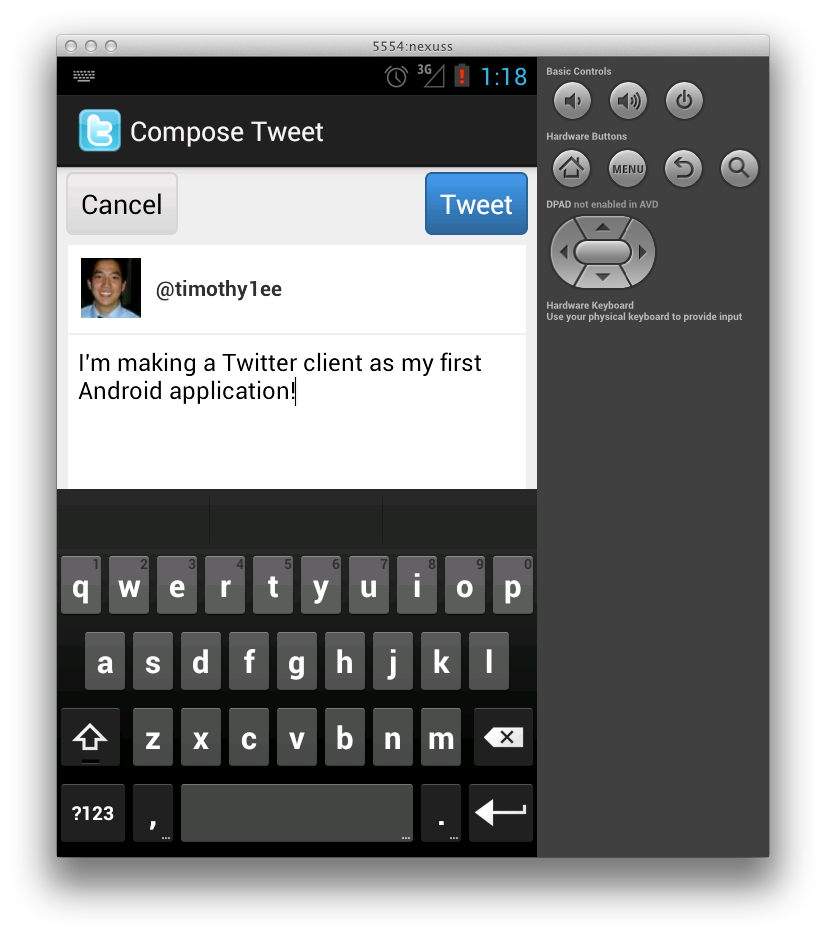 5554:nexuss
3G 1:18
Compose Tweet
Cancel Tweet
@timothy1ee
I'm making a Twitter client as my first
Android application!
1 2 3 4 5 6 7 8 9 0
q w e r t y u i o p
a s d f g h j k l
z x c v b n m
?123 , ... ... . ...
Basic Controls
Hardware Buttons
MENU
DPAD not enabled in AVD
Hardware Keyboard
Use your physical keyboard to provide input